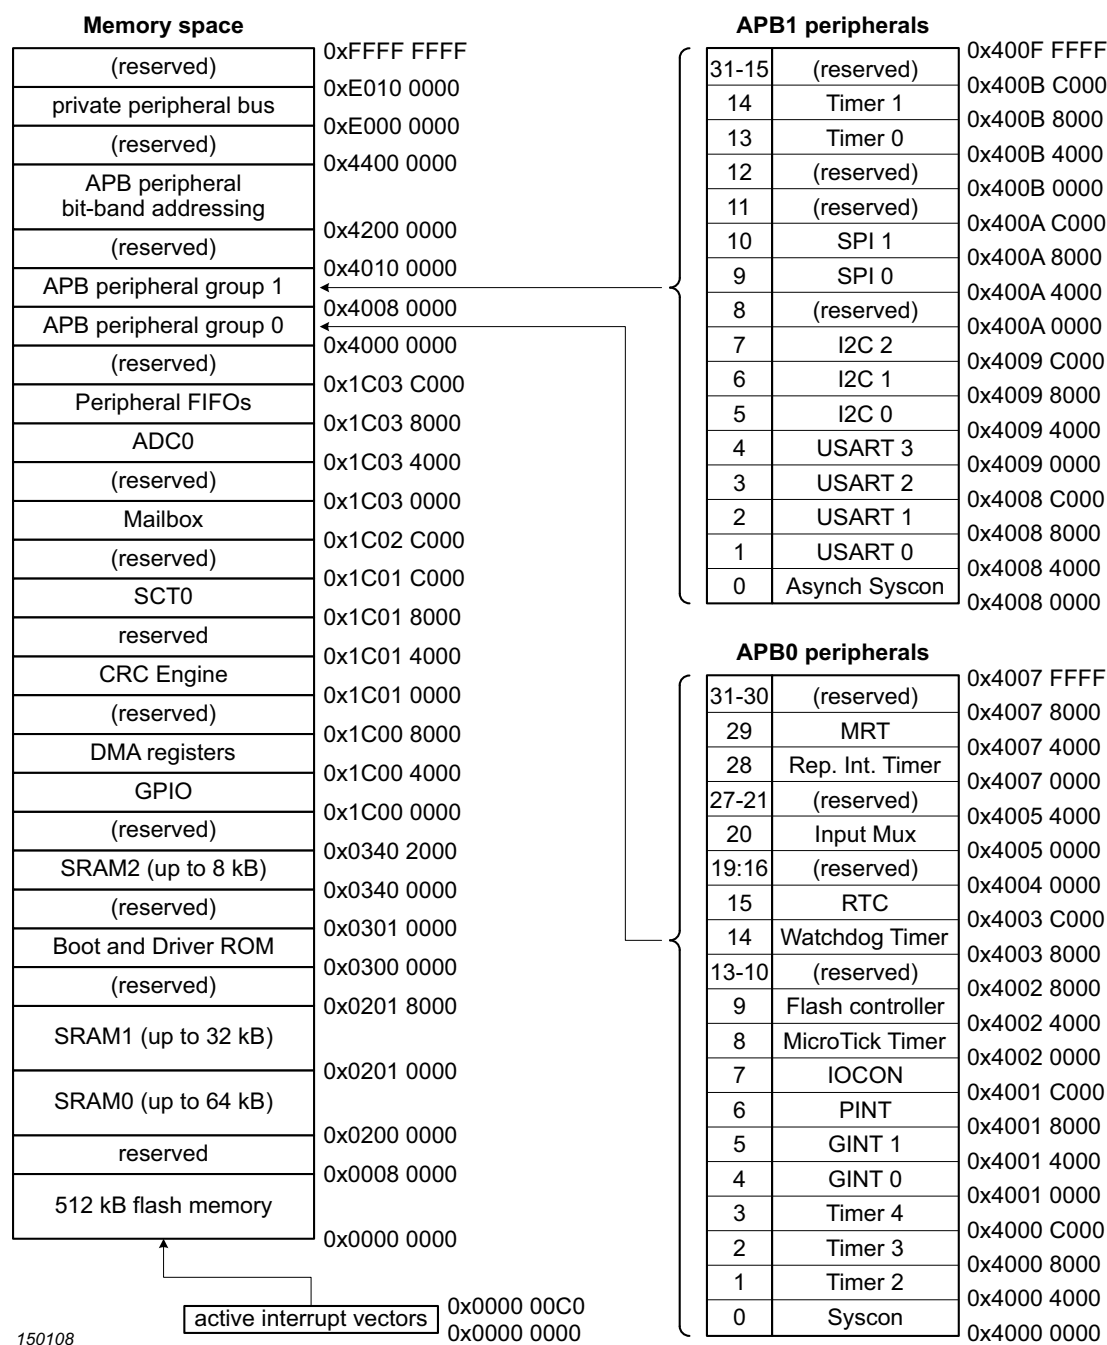 Memory space
0xFFFF FFFF
(reserved)
0xE010 0000
private peripheral bus
0xE000 0000
(reserved)
0x4400 0000
APB peripheral
bit-band addressing
0x4200 0000
(reserved)
0x4010 0000
APB peripheral group 1
0x4008 0000
APB peripheral group 0
0x4000 0000
(reserved)
0x1C03 C000
Peripheral FIFOs
0x1C03 8000
ADC0
0x1C03 4000
(reserved)
0x1C03 0000
Mailbox
0x1C02 C000
(reserved)
0x1C01 C000
SCT0
0x1C01 8000
reserved
0x1C01 4000
CRC Engine
0x1C01 0000
(reserved)
0x1C00 8000
DMA registers
0x1C00 4000
GPIO
0x1C00 0000
(reserved)
0x0340 2000
SRAM2 (up to 8 kB)
0x0340 0000
(reserved)
0x0301 0000
Boot and Driver ROM
0x0300 0000
(reserved)
0x0201 8000
SRAM1 (up to 32 kB)
0x0201 0000
SRAM0 (up to 64 kB)
0x0200 0000
reserved
0x0008 0000
512 kB flash memory
0x0000 0000
active interrupt vectors
0x0000 00C0
0x0000 0000
150108
APB1 peripherals
0x400F FFFF
31-15 (reserved)
0x400B C000
14 Timer 1
0x400B 8000
13 Timer 0
0x400B 4000
12 (reserved)
0x400B 0000
11 (reserved)
0x400A C000
10 SPI 1
0x400A 8000
9 SPI 0
0x400A 4000
8 (reserved)
0x400A 0000
7 I2C 2
0x4009 C000
6 I2C 1
0x4009 8000
5 I2C 0
0x4009 4000
4 USART 3
0x4009 0000
3 USART 2
0x4008 C000
2 USART 1
0x4008 8000
1 USART 0
0x4008 4000
0 Asynch Syscon
0x4008 0000
APB0 peripherals
0x4007 FFFF
31-30 (reserved)
0x4007 8000
29 MRT
0x4007 4000
28 Rep. Int. Timer
0x4007 0000
27-21 (reserved)
0x4005 4000
20 Input Mux
0x4005 0000
19:16 (reserved)
0x4004 0000
15 RTC
0x4003 C000
14 Watchdog Timer
0x4003 8000
13-10 (reserved)
0x4002 8000
9 Flash controller
0x4002 4000
8 MicroTick Timer
0x4002 0000
7 IOCON
0x4001 C000
6 PINT
0x4001 8000
5 GINT 1
0x4001 4000
4 GINT 0
0x4001 0000
3 Timer 4
0x4000 C000
2 Timer 3
0x4000 8000
1 Timer 2
0x4000 4000
0 Syscon
0x4000 0000